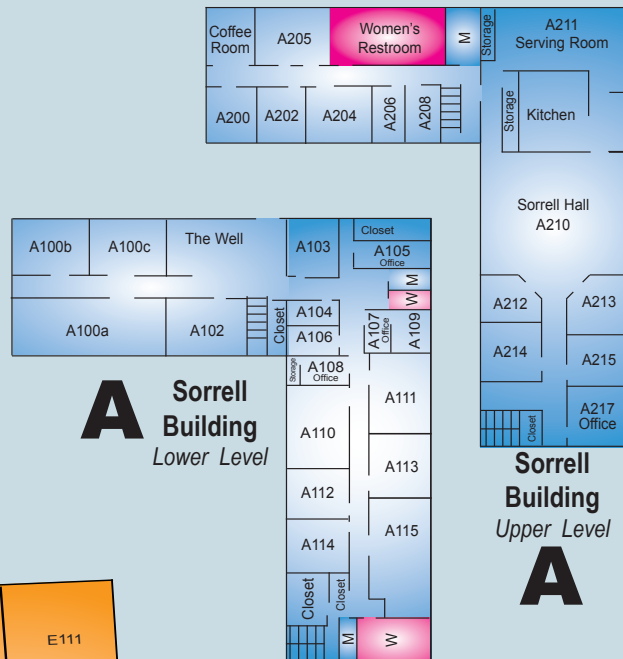 Coffee
Room
A205
Women's
Restroom
M
Storage
A211
Serving Room
A200
A202
A204
A206
A208
Storage
Kitchen
Sorrell Hall
A210
A212
A213
A214
A215
A217
Office
Closet
Sorrell
Building
Upper Level
A
A100b
A100c
The Well
A103
Closet
A105
Office
M
W
A100a
A102
Closet
A104
A106
A107
Office
A109
Storage
A108
Office
A111
A110
A113
A112
A115
A114
Closet
Closet
M
W
A
Sorrell
Building
Lower Level
E111